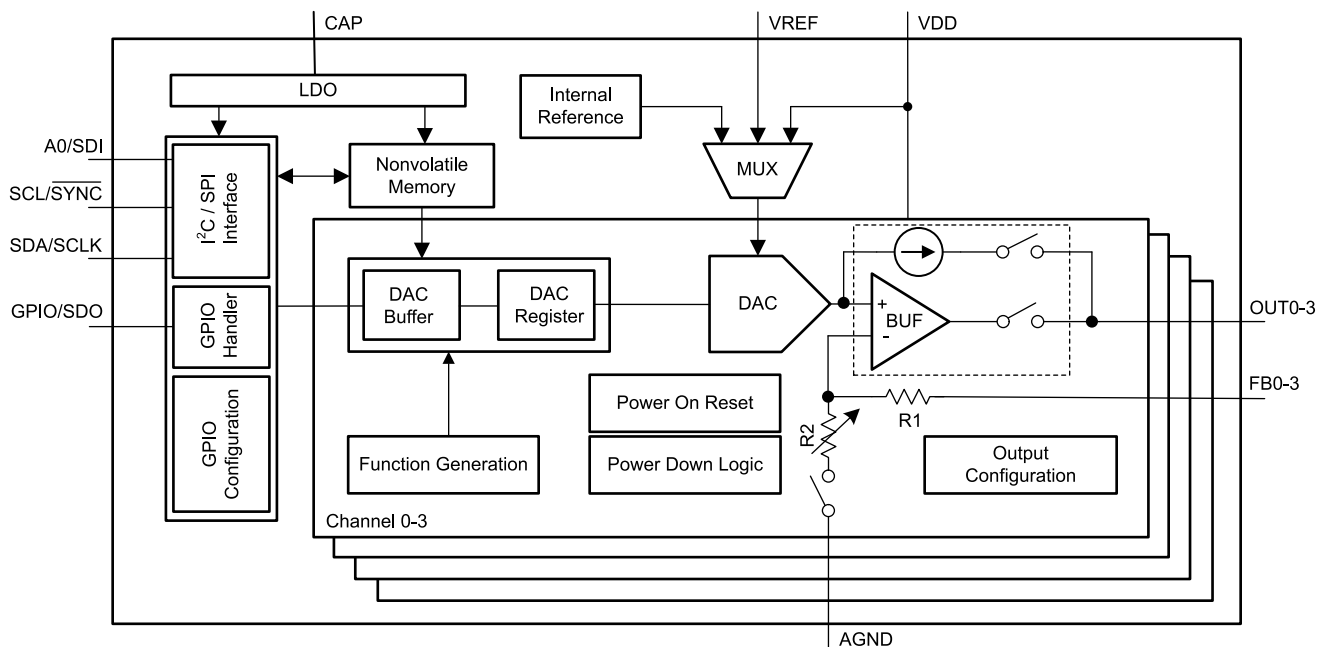 CAP
VREF
VDD
LDO
Internal
Reference
A0/SDI
SCL/SYNC
SDA/SCLK
GPIO/SDO
I²C / SPI
Interface
GPIO
Handler
GPIO
Configuration
Nonvolatile
Memory
MUX
DAC
Buffer
DAC
Register
DAC
+
BUF
-
OUT0-3
FB0-3
R1
R2
Function Generation
Power On Reset
Power Down Logic
Output
Configuration
Channel 0-3
AGND